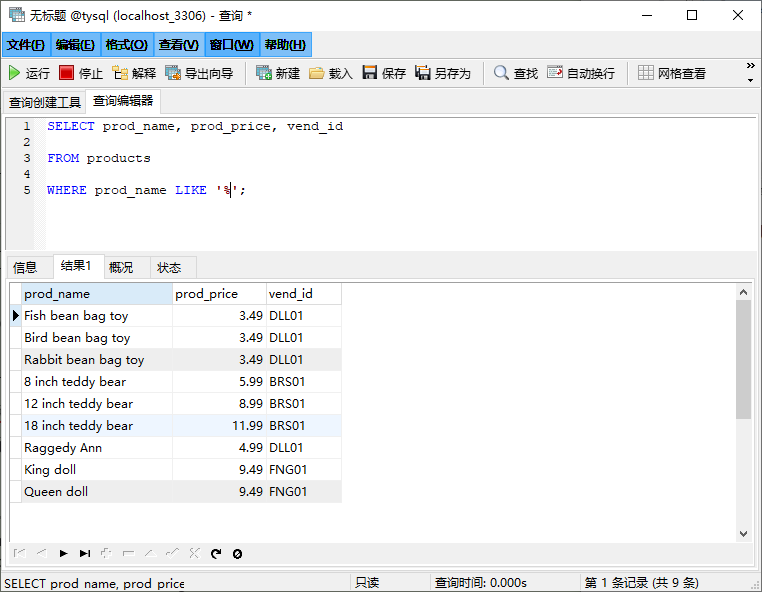 无标题 @tysql (localhost_3306) - 查询 *
文件(F) 编辑(E) 格式(O) 查看(V) 窗口(W) 帮助(H)
运行 停止 解释 导出向导 新建 载入 保存 另存为 查找 自动换行 网格查看 »
查询创建工具 查询编辑器
1 SELECT prod_name, prod_price, vend_id
2
3 FROM products
4
5 WHERE prod_name LIKE '%';
信息 结果1 概况 状态
prod_name prod_price vend_id
Fish bean bag toy 3.49 DLL01
Bird bean bag toy 3.49 DLL01
Rabbit bean bag toy 3.49 DLL01
8 inch teddy bear 5.99 BRS01
12 inch teddy bear 8.99 BRS01
18 inch teddy bear 11.99 BRS01
Raggedy Ann 4.99 DLL01
King doll 9.49 FNG01
Queen doll 9.49 FNG01
SELECT prod_name, prod_price 只读 查询时间: 0.000s 第 1 条记录 (共 9 条)